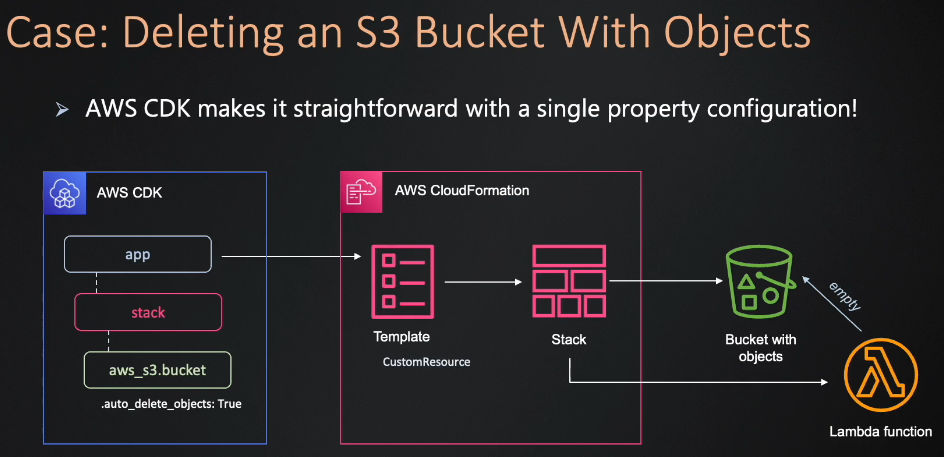 Case: Deleting an S3 Bucket With Objects
AWS CDK makes it straightforward with a single property configuration!
AWS CDK
app
stack
aws_s3.bucket
.auto_delete_objects: True
AWS CloudFormation
Template
CustomResource
Stack
Bucket with
objects
empty
Lambda function